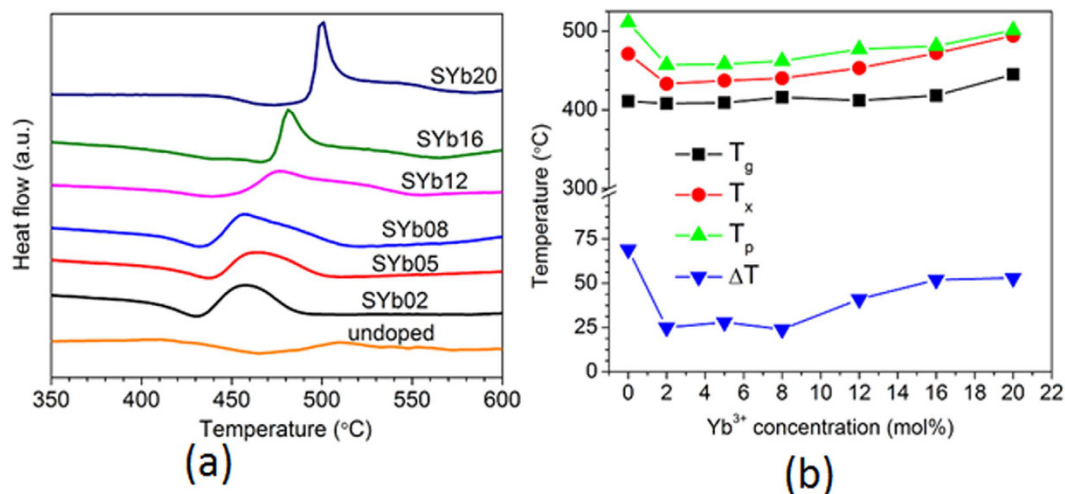 SYb20
SYb16
SYb12
SYb08
SYb05
SYb02
undoped
Heat flow (a.u.)
350 400 450 500 550 600
Temperature (°C)
(a)
500
400
300
75
50
25
0
Temperature (°C)
Tg
Tx
Tp
ΔT
0 2 4 6 8 10 12 14 16 18 20 22
Yb³⁺ concentration (mol%)
(b)